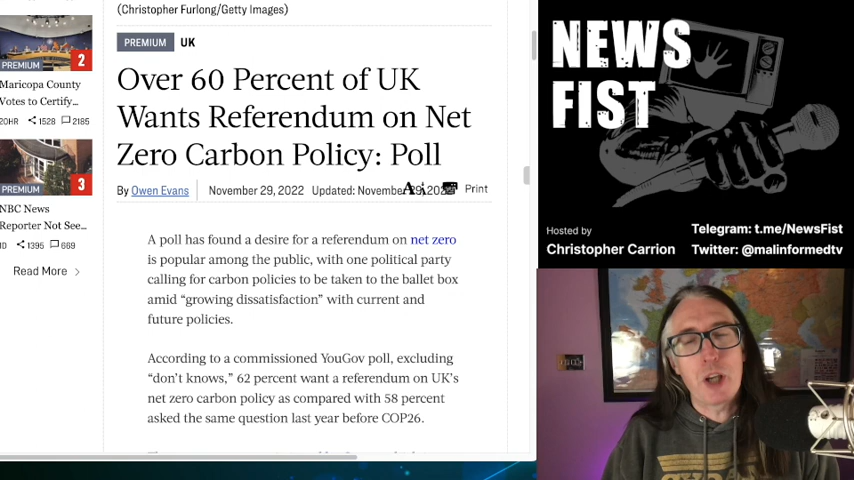 (Christopher Furlong/Getty Images)
PREMIUM UK
Over 60 Percent of UK
Wants Referendum on Net
Zero Carbon Policy: Poll
By Owen Evans November 29, 2022 Updated: November 29, 2022 Print
A poll has found a desire for a referendum on net zero
is popular among the public, with one political party
calling for carbon policies to be taken to the ballot box
amid “growing dissatisfaction” with current and
future policies.
According to a commissioned YouGov poll, excluding
“don’t knows,” 62 percent want a referendum on UK’s
net zero carbon policy as compared with 58 percent
asked the same question last year before COP26.
PREMIUM 2
Maricopa County
Votes to Certify...
20HR 1528 2185
PREMIUM 3
NBC News
Reporter Not See...
1D 1395 669
Read More
NEWS
FIST
Hosted by
Christopher Carrion
Telegram: t.me/NewsFist
Twitter: @malinformedtv